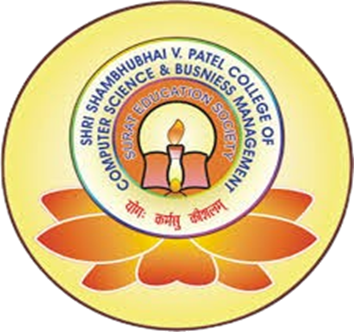 SHRI SHAMBHUBHAI V. PATEL COLLEGE OF
COMPUTER SCIENCE & BUSNIESS MANAGEMENT
SURAT EDUCATION SOCIETY
योगः कर्मसु कौशलम्